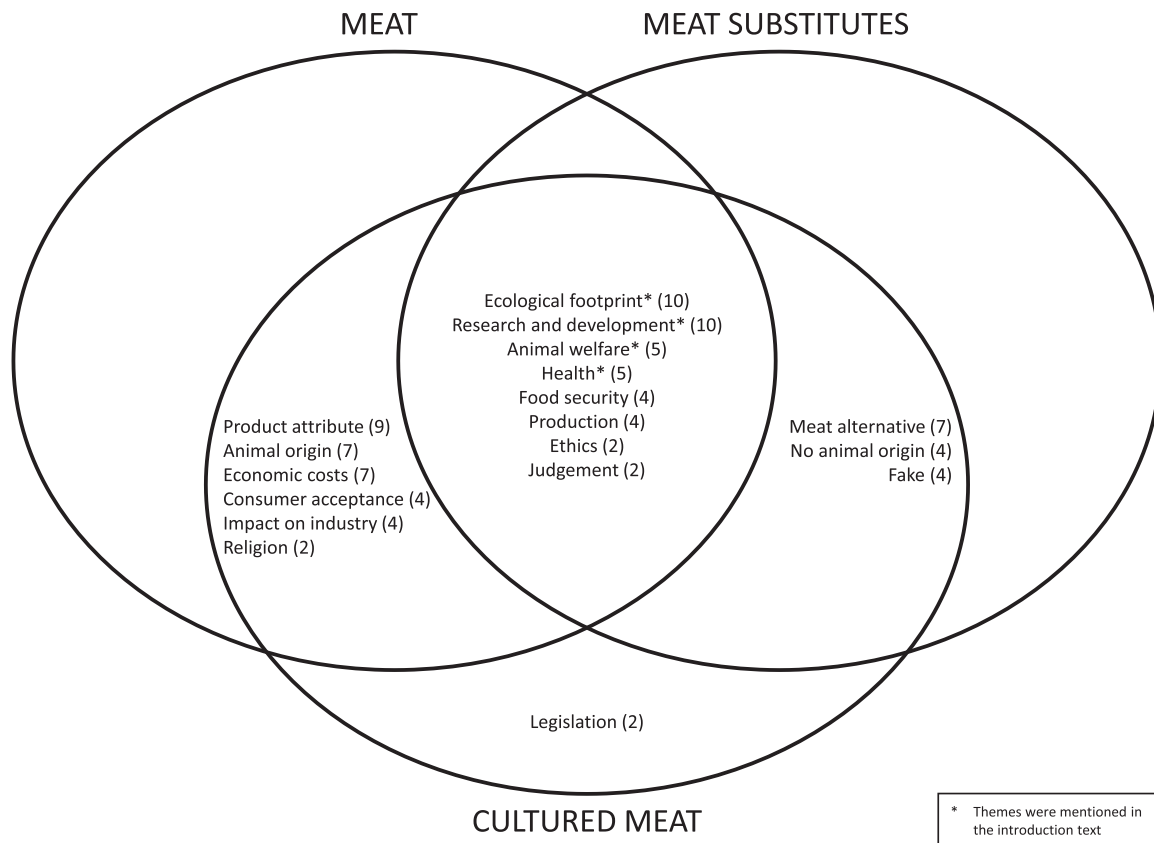 MEAT
MEAT SUBSTITUTES
Ecological footprint* (10)
Research and development* (10)
Animal welfare* (5)
Health* (5)
Food security (4)
Production (4)
Ethics (2)
Judgement (2)
Product attribute (9)
Animal origin (7)
Economic costs (7)
Consumer acceptance (4)
Impact on industry (4)
Religion (2)
Meat alternative (7)
No animal origin (4)
Fake (4)
Legislation (2)
CULTURED MEAT
* Themes were mentioned in
the introduction text